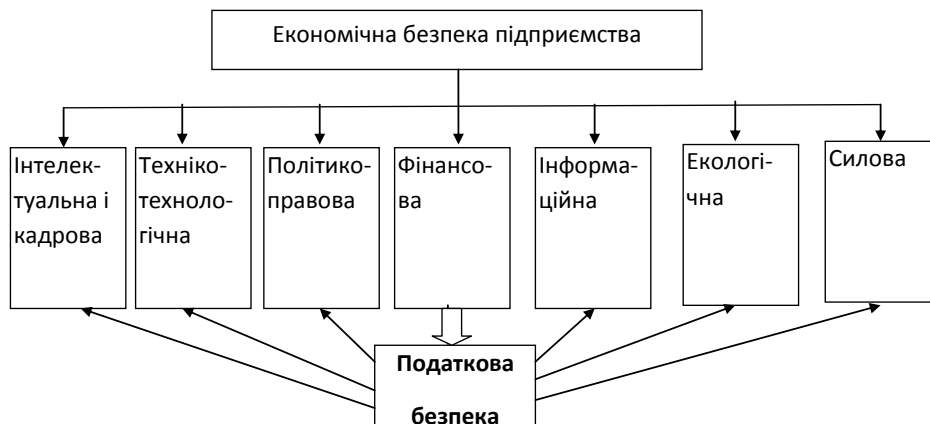 Економічна безпека підприємства
Інтелек-
туальна і
кадрова
Техніко-
техноло-
гічна
Політико-
правова
Фінансо-
ва
Інформа-
ційна
Екологі-
чна
Силова
Податкова
безпека